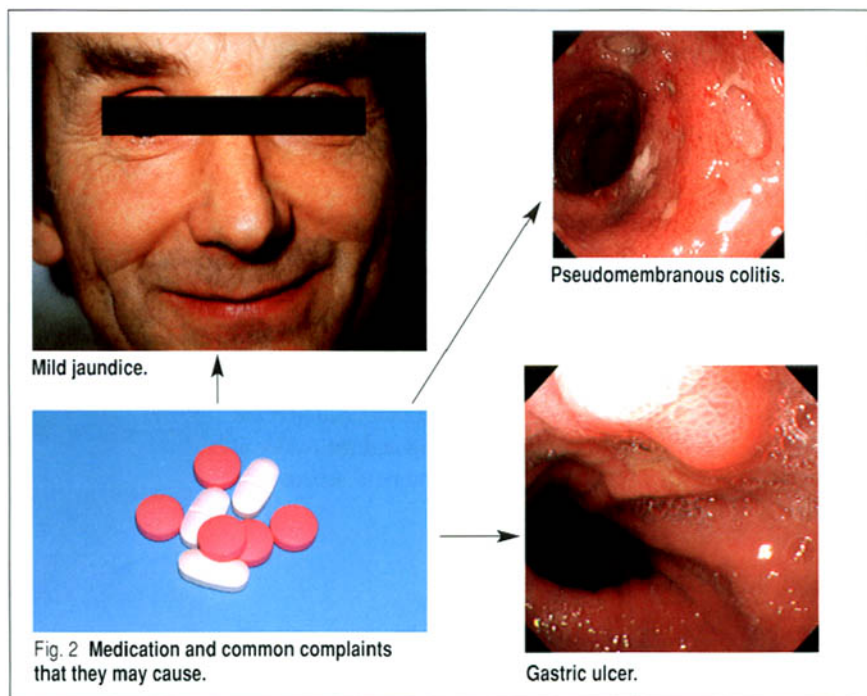 Mild jaundice.
Pseudomembranous colitis.
Fig. 2 Medication and common complaints
that they may cause.
Gastric ulcer.